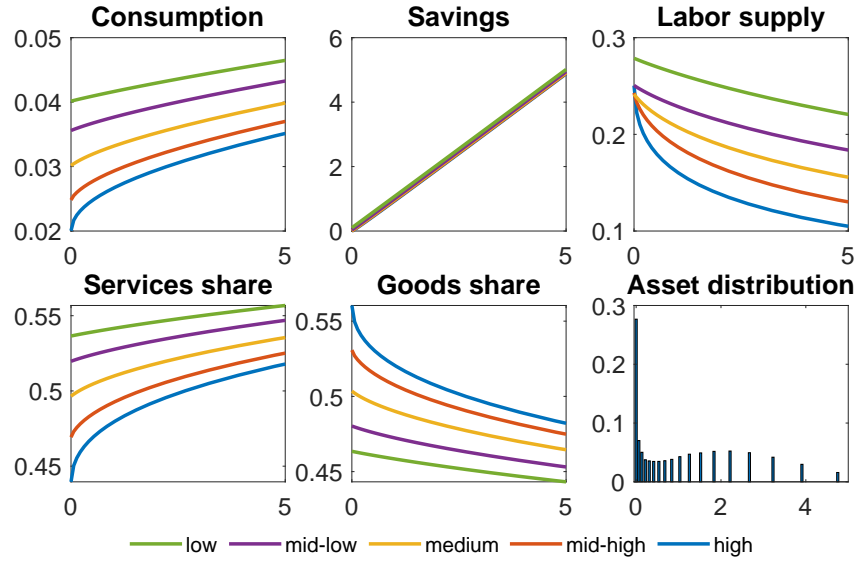 Consumption Savings Labor supply
0.05 6 0.3
0.04 4
0.2
0.03 2
0.02 0 0.1
0 5 0 5 0 5
Services share Goods share Asset distribution
0.55 0.55 0.3
0.2
0.5 0.5
0.1
0.45 0.45
0
0 5 0 5 0 2 4
low mid-low medium mid-high high